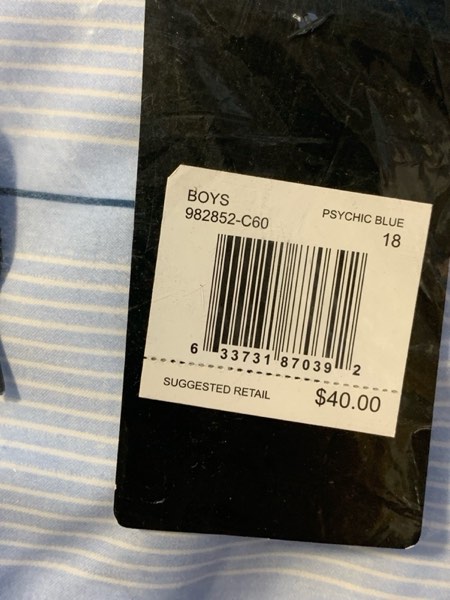 BOYS
982852-C60
PSYCHIC BLUE
18
6 33731 87039 2
SUGGESTED RETAIL $40.00